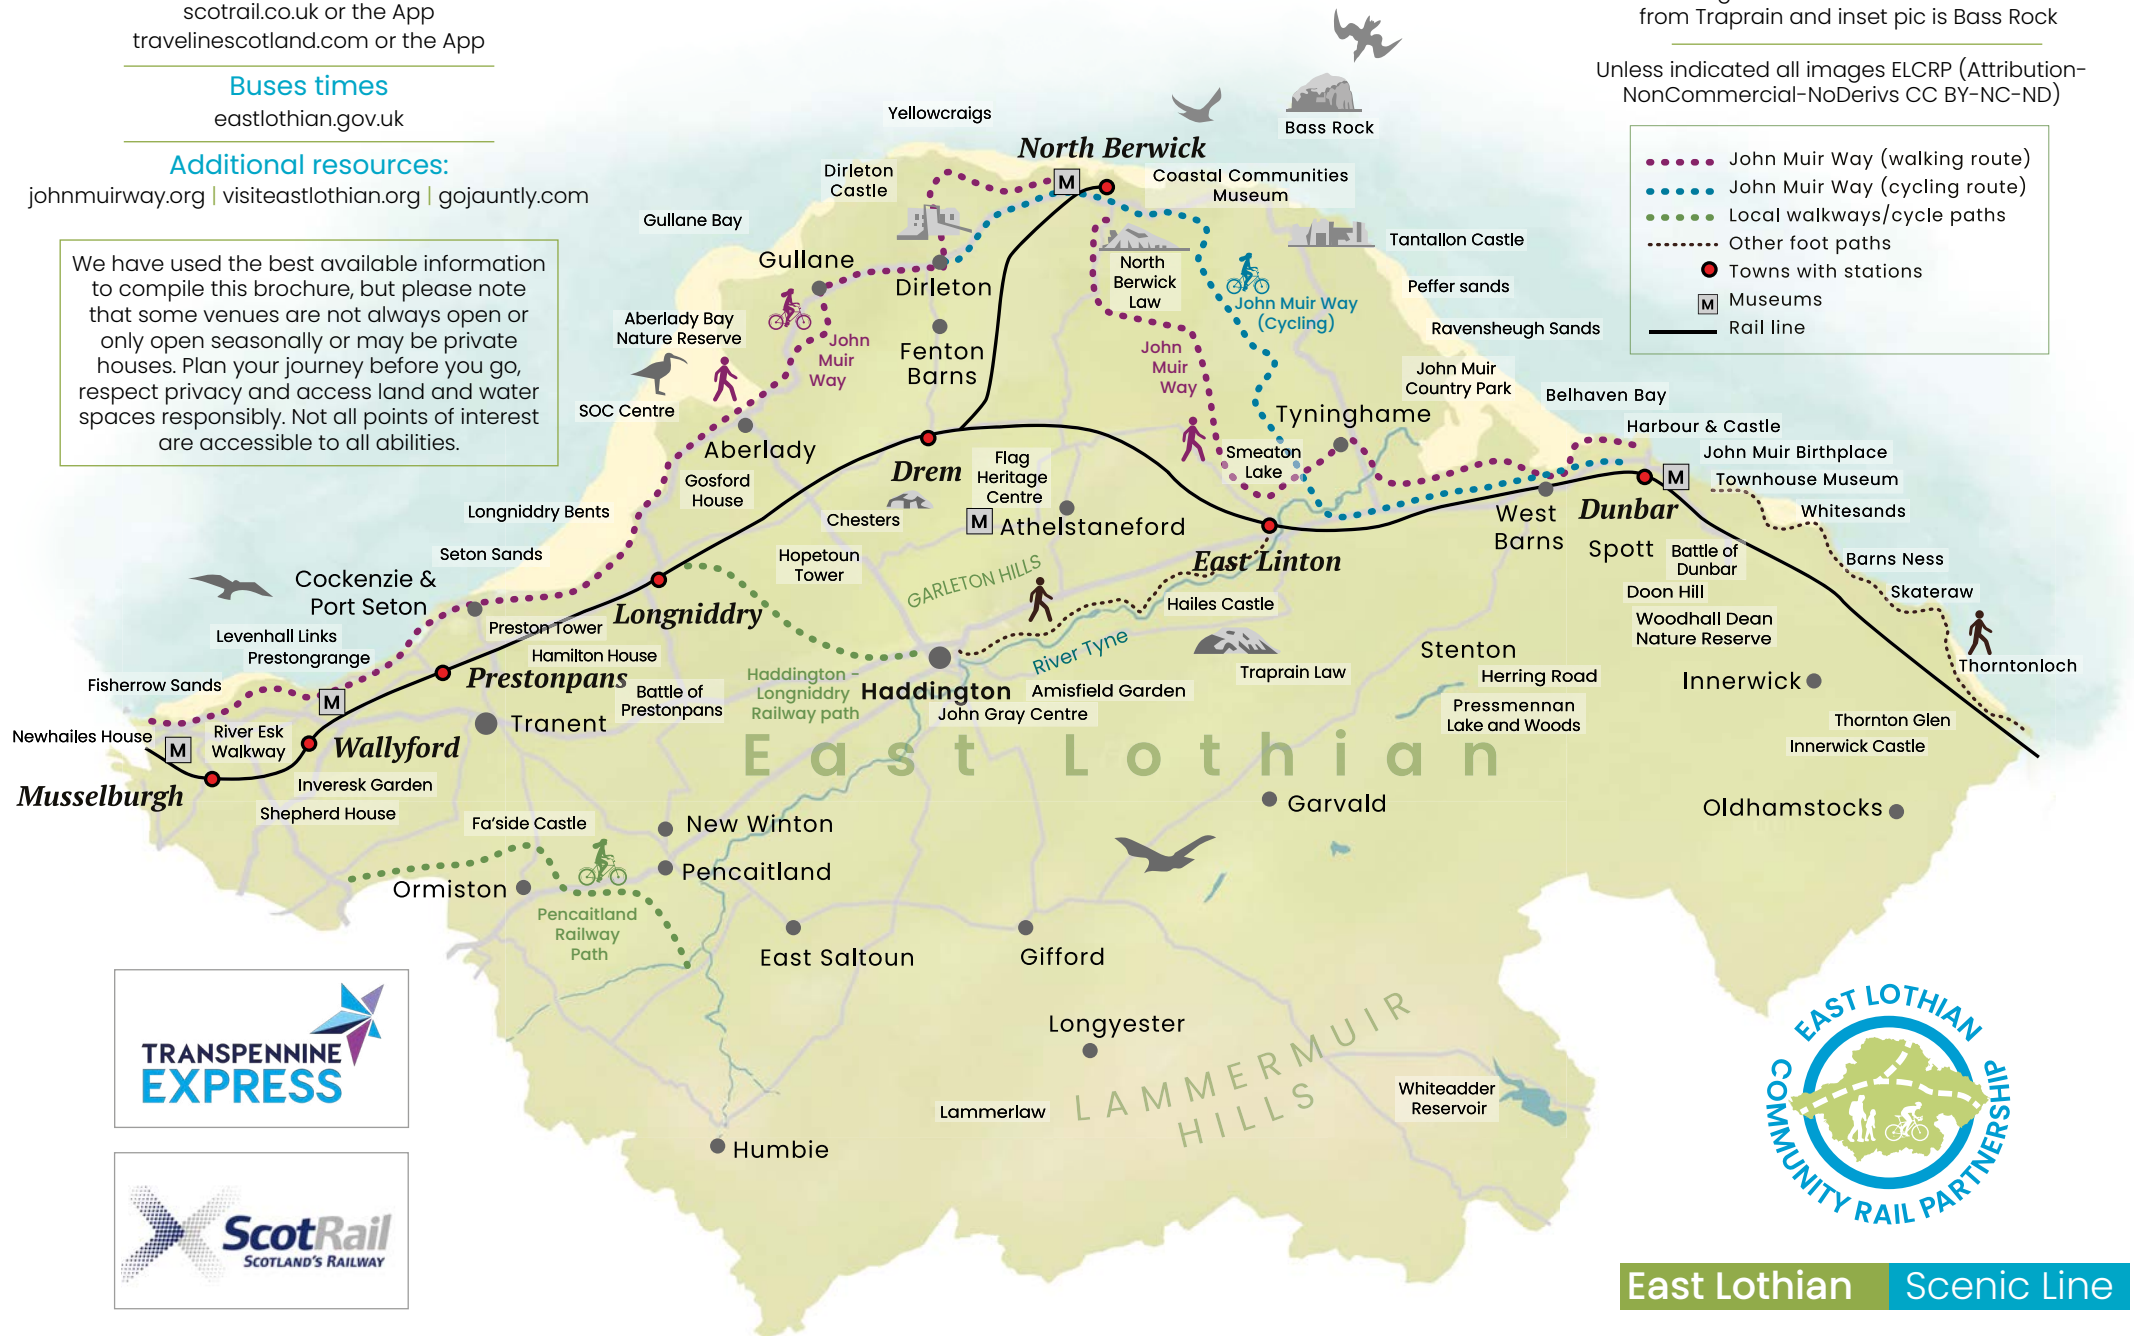 scotrail.co.uk or the App
travelinescotland.com or the App
Buses times
eastlothian.gov.uk
Additional resources:
johnmuirway.org | visiteastlothian.org | gojauntly.com
We have used the best available information
to compile this brochure, but please note
that some venues are not always open or
only open seasonally or may be private
houses. Plan your journey before you go,
respect privacy and access land and water
spaces responsibly. Not all points of interest
are accessible to all abilities.
from Traprain and inset pic is Bass Rock
Unless indicated all images ELCRP (Attribution-
NonCommercial-NoDerivs CC BY-NC-ND)
John Muir Way (walking route)
John Muir Way (cycling route)
Local walkways/cycle paths
Other foot paths
Towns with stations
M Museums
Rail line
Yellowcraigs
Bass Rock
North Berwick
M
Dirleton
Castle
Coastal Communities
Museum
Gullane Bay
Tantallon Castle
Gullane
Dirleton
North
Berwick
Law
Peffer sands
John Muir Way
(Cycling)
Aberlady Bay
Nature Reserve
John
Muir
Way
Fenton
Barns
John
Muir
Way
Ravensheugh Sands
John Muir
Country Park
Belhaven Bay
SOC Centre
Tyninghame
Harbour & Castle
Aberlady
John Muir Birthplace
Drem
Flag
Heritage
Centre
Smeaton
Lake
M
Townhouse Museum
Gosford
House
Longniddry Bents
Chesters
M
Athelstaneford
West
Barns
Dunbar
Whitesands
Seton Sands
Hopetoun
Tower
GARLETON HILLS
East Linton
Spott
Battle of
Dunbar
Barns Ness
Cockenzie &
Port Seton
Longniddry
Hailes Castle
Doon Hill
Skateraw
Levenhall Links
Preston Tower
Woodhall Dean
Nature Reserve
Prestongrange
Hamilton House
River Tyne
Stenton
Thorntonloch
Fisherrow Sands
Prestonpans
Battle of
Prestonpans
Haddington -
Longniddry
Railway path
Haddington
Amisfield Garden
Traprain Law
Herring Road
Innerwick
M
John Gray Centre
Pressmennan
Lake and Woods
Thornton Glen
Newhailes House
M
River Esk
Walkway
Wallyford
Tranent
East Lothian
Innerwick Castle
Musselburgh
Inveresk Garden
Shepherd House
Fa'side Castle
New Winton
Garvald
Oldhamstocks
Ormiston
Pencaitland
Pencaitland
Railway
Path
East Saltoun
Gifford
Longyester
LAMMERMUIR
HILLS
Lammerlaw
Whiteadder
Reservoir
Humbie
TRANSPENNINE
EXPRESS
ScotRail
SCOTLAND'S RAILWAY
EAST LOTHIAN
COMMUNITY RAIL PARTNERSHIP
East Lothian Scenic Line